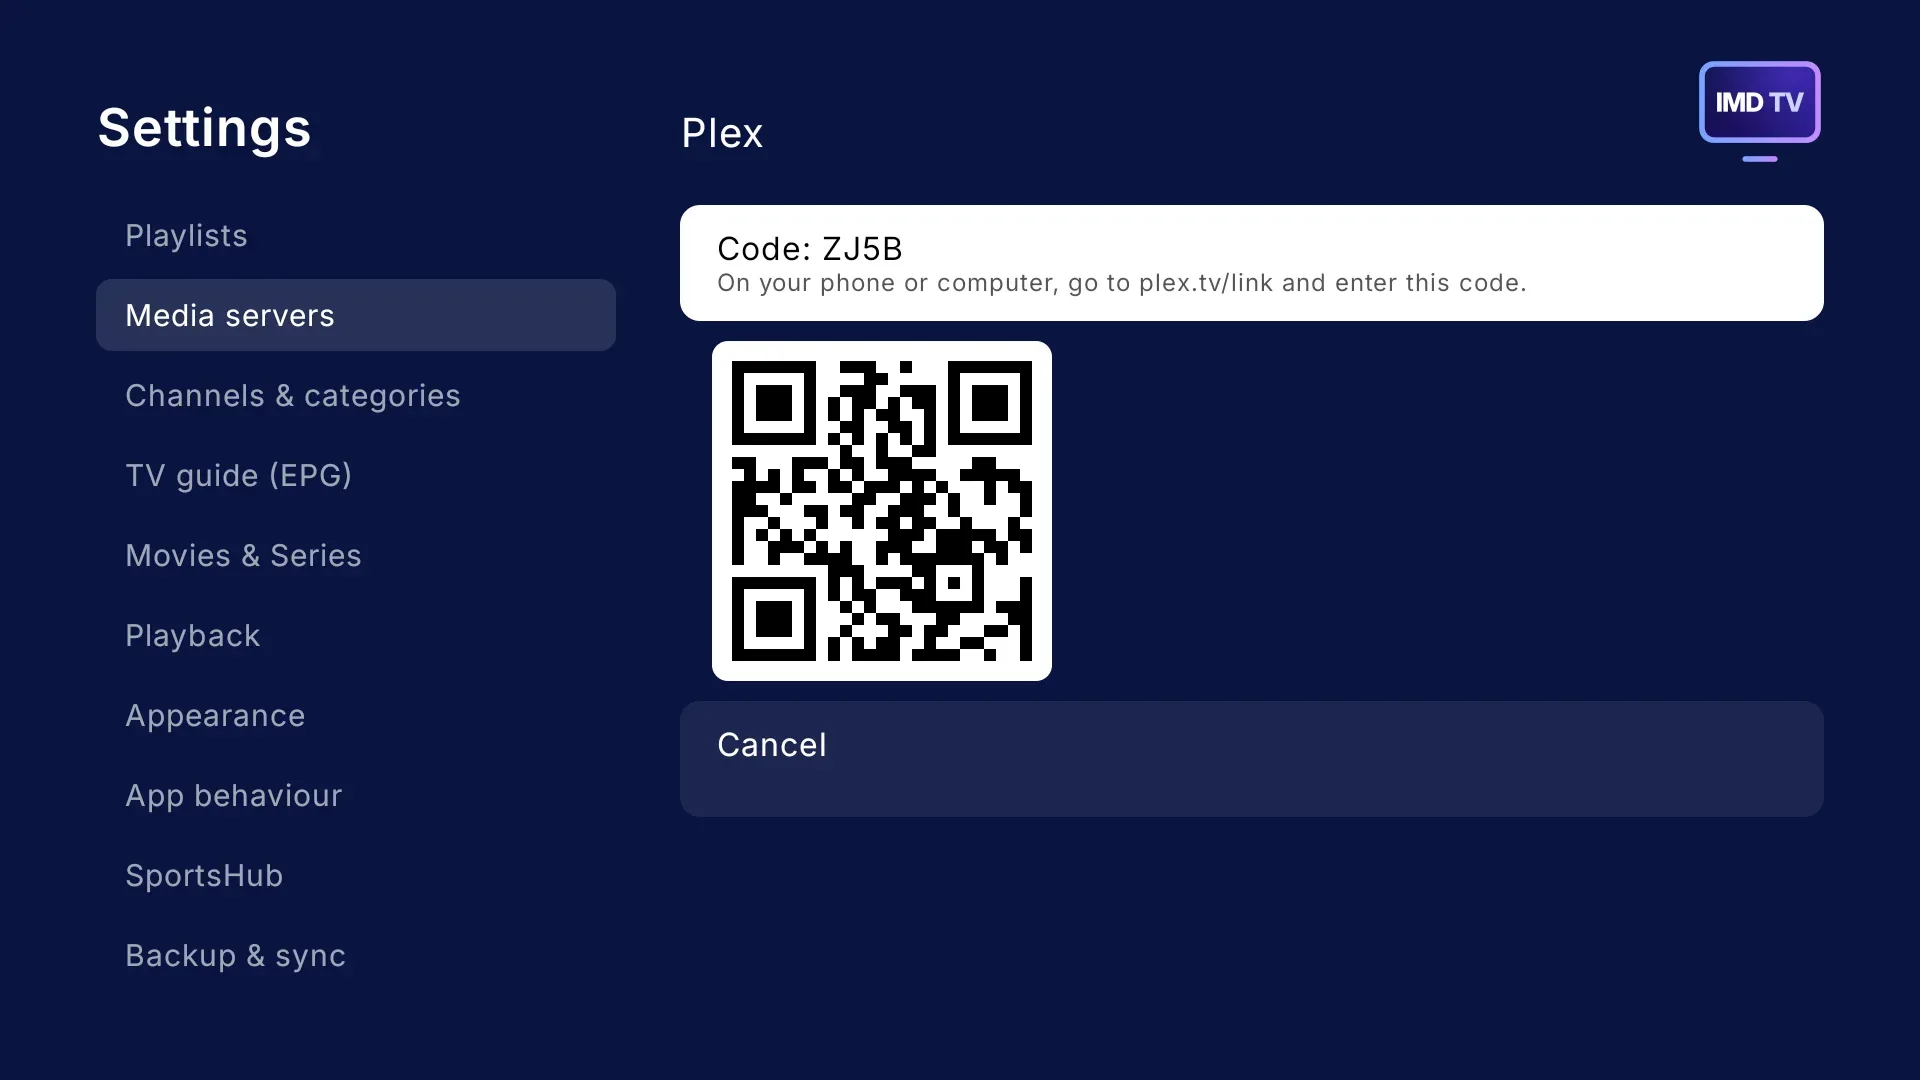 Settings
Playlists
Media servers
Channels & categories
TV guide (EPG)
Movies & Series
Playback
Appearance
App behaviour
SportsHub
Backup & sync
Plex
IMD TV
Code: ZJ5B
On your phone or computer, go to plex.tv/link and enter this code.
Cancel